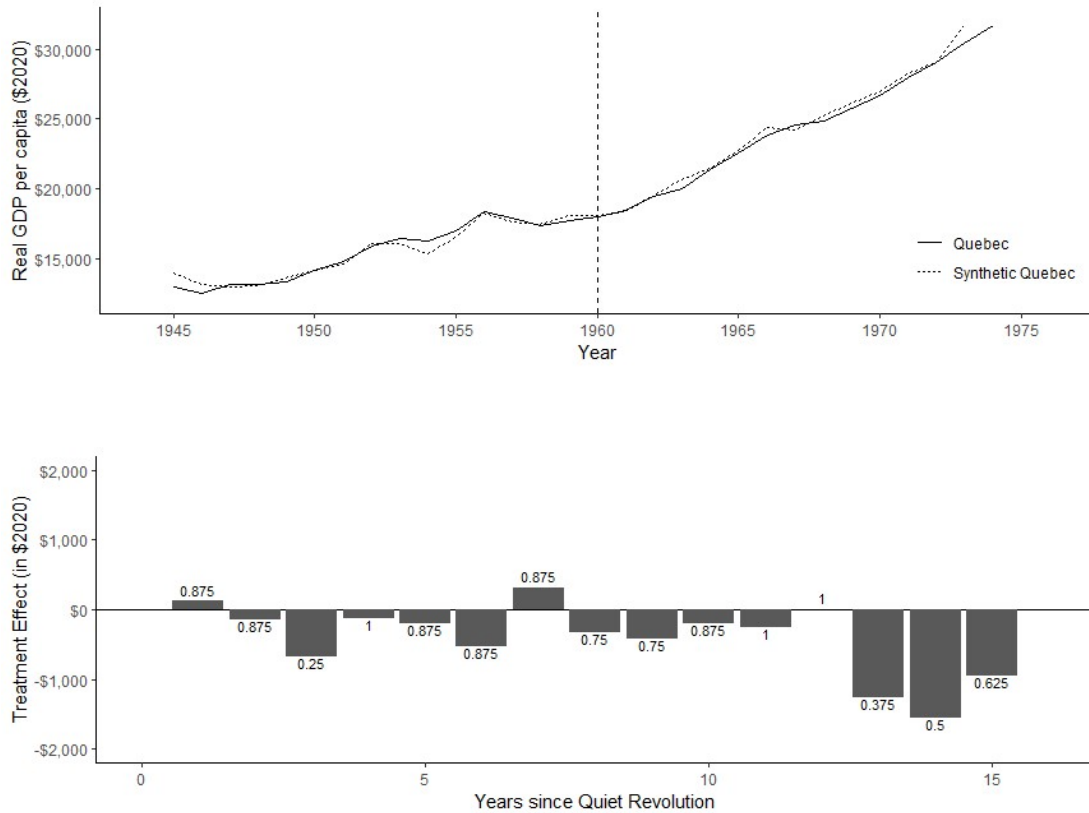 Real GDP per capita ($2020)
$30,000
$25,000
$20,000
$15,000
Quebec
Synthetic Quebec
1945 1950 1955 1960 1965 1970 1975
Year
Treatment Effect (in $2020)
$2,000
$1,000
$0
-$1,000
-$2,000
0.875 0.875 0.25 1 0.875 0.875 0.875 0.75 0.75 0.875 1 1 0.375 0.5 0.625
0 5 10 15
Years since Quiet Revolution